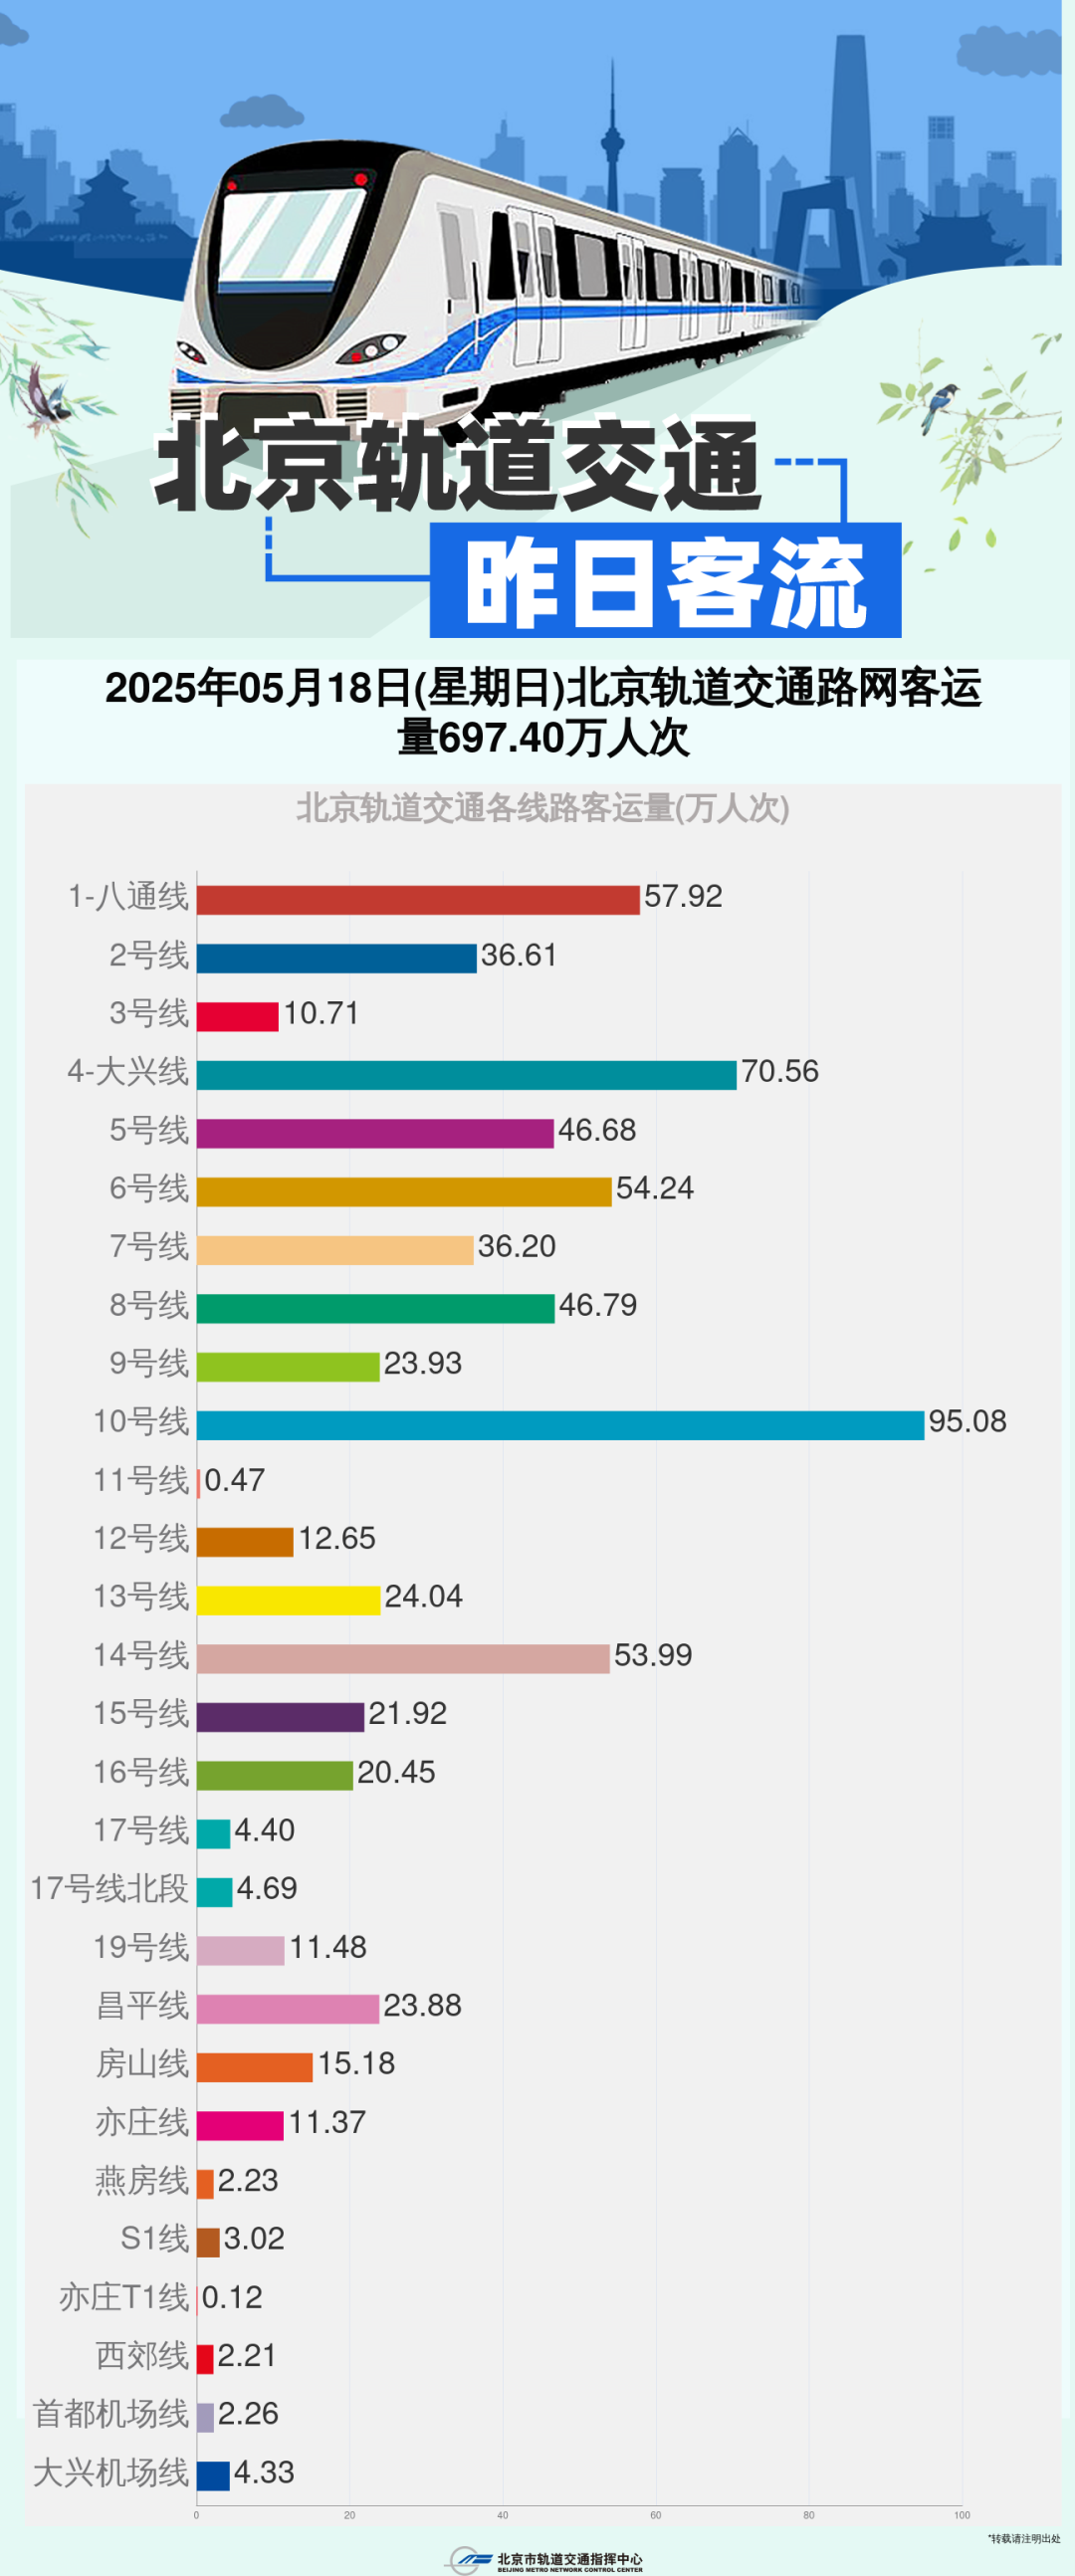 北京轨道交通
昨日客流
2025年05月18日(星期日)北京轨道交通路网客运
量697.40万人次
北京轨道交通各线路客运量(万人次)
1-八通线 57.92
2号线 36.61
3号线 10.71
4-大兴线 70.56
5号线 46.68
6号线 54.24
7号线 36.20
8号线 46.79
9号线 23.93
10号线 95.08
11号线 0.47
12号线 12.65
13号线 24.04
14号线 53.99
15号线 21.92
16号线 20.45
17号线 4.40
17号线北段 4.69
19号线 11.48
昌平线 23.88
房山线 15.18
亦庄线 11.37
燕房线 2.23
S1线 3.02
亦庄T1线 0.12
西郊线 2.21
首都机场线 2.26
大兴机场线 4.33
0 20 40 60 80 100
*转载请注明出处
北京市轨道交通指挥中心
BEIJING METRO NETWORK CONTROL CENTER